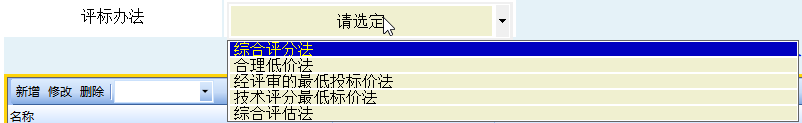 评标办法 请选定
综合评分法
合理低价法
经评审的最低投标价法
技术评分最低标价法
综合评估法
新增 修改 删除
名称